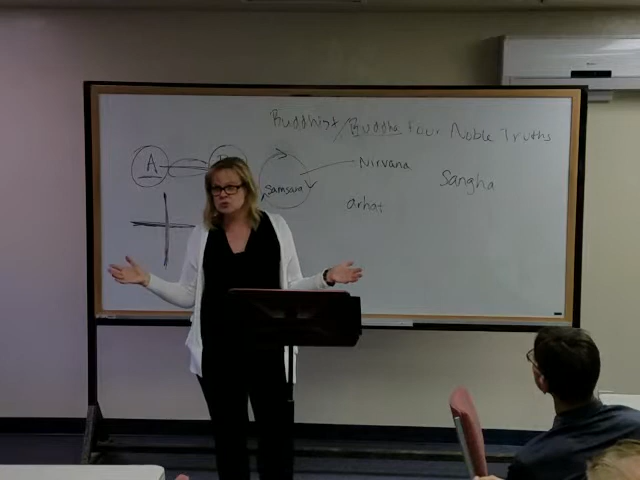 Buddhist/Buddha Four Noble Truths
A
Nirvana
Samsara
Sangha
arhat